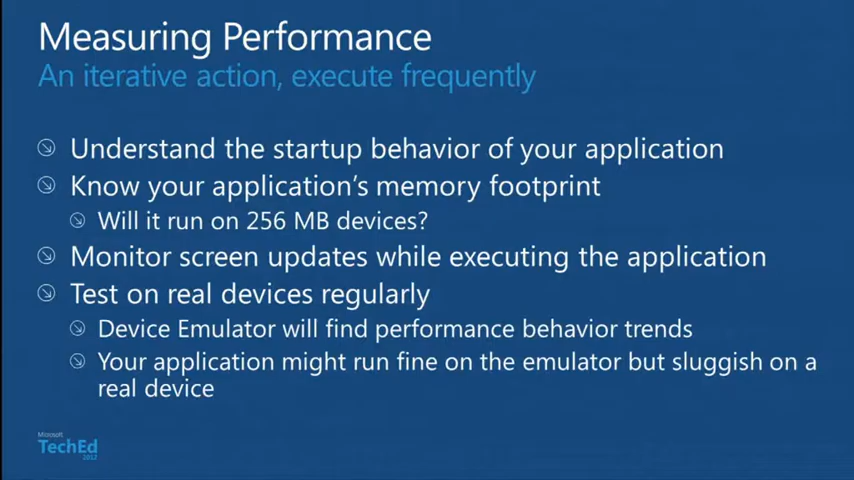 Measuring Performance
An iterative action, execute frequently
Understand the startup behavior of your application
Know your application's memory footprint
Will it run on 256 MB devices?
Monitor screen updates while executing the application
Test on real devices regularly
Device Emulator will find performance behavior trends
Your application might run fine on the emulator but sluggish on a
real device
Microsoft
TechEd
2012